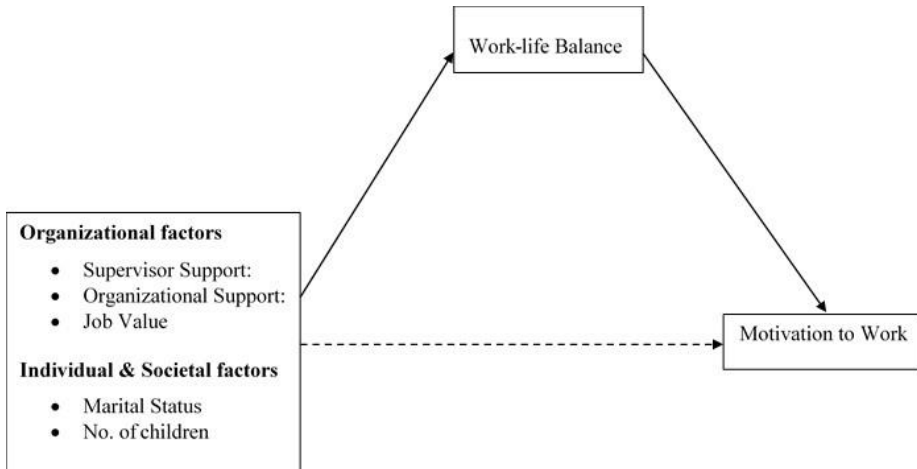 Work-life Balance
Organizational factors
• Supervisor Support:
• Organizational Support:
• Job Value
Motivation to Work
Individual & Societal factors
• Marital Status
• No. of children